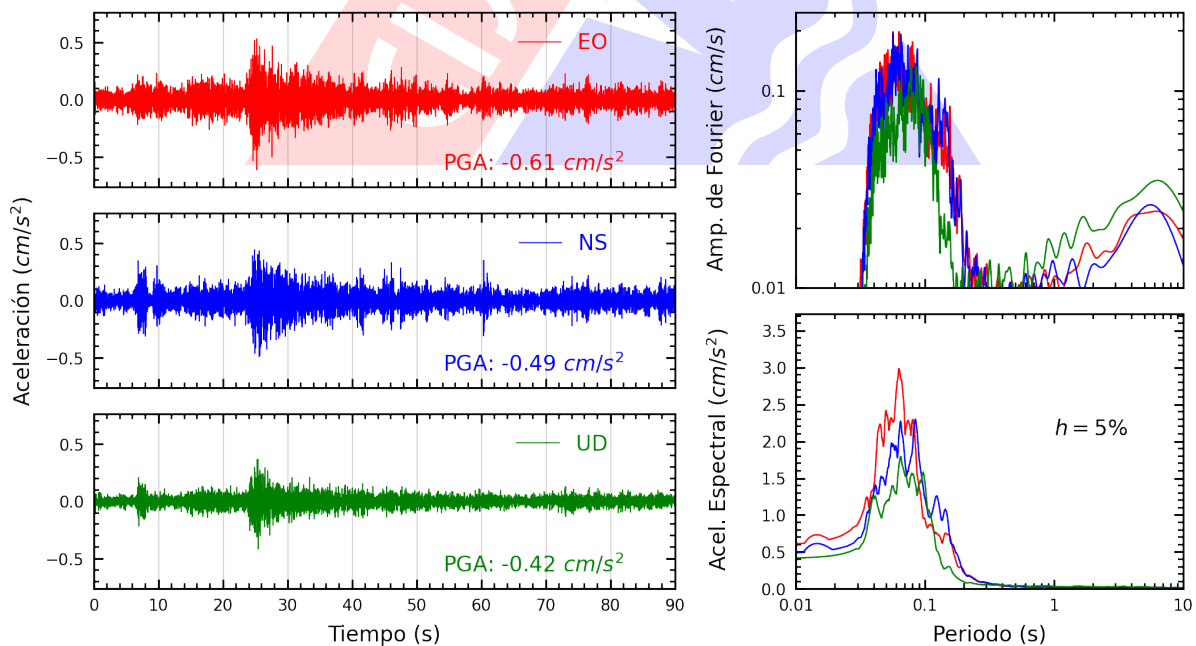 Aceleración (cm/s²)
0.5
0.0
−0.5
EO
PGA: -0.61 cm/s²
0.5
0.0
−0.5
NS
PGA: -0.49 cm/s²
0.5
0.0
−0.5
UD
PGA: -0.42 cm/s²
0 10 20 30 40 50 60 70 80 90
Tiempo (s)
Amp. de Fourier (cm/s)
0.1
0.01
Acel. Espectral (cm/s²)
3.5
3.0
2.5
2.0
1.5
1.0
0.5
0.0
h = 5%
0.01 0.1 1 10
Periodo (s)